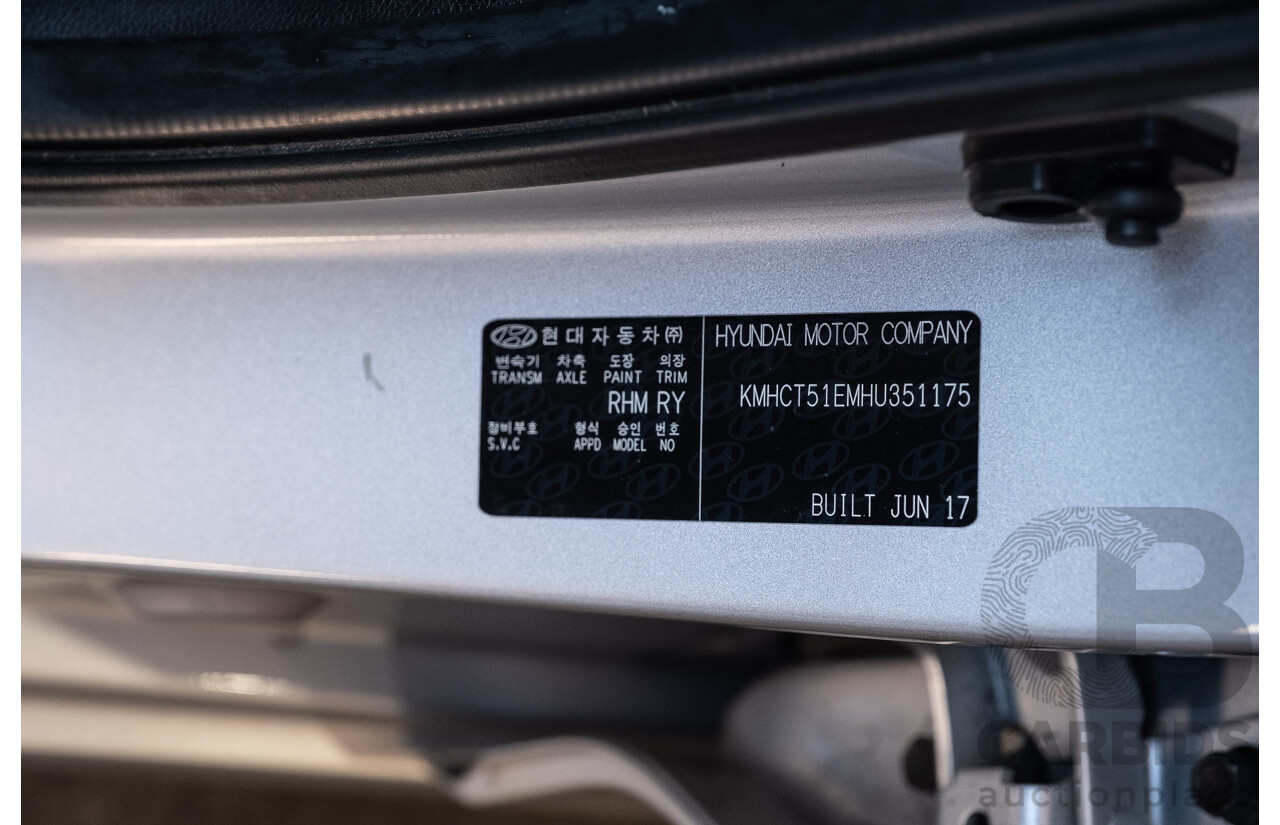 현대자동차㈜
변속기 차축 도장 의장
TRANSM AXLE PAINT TRIM
RHM RY
정비부호 형식 승인 번호
S.V.C APPD MODEL NO
HYUNDAI MOTOR COMPANY
KMHCT51EMHU351175
BUILT JUN 17
CB
CARBIDS